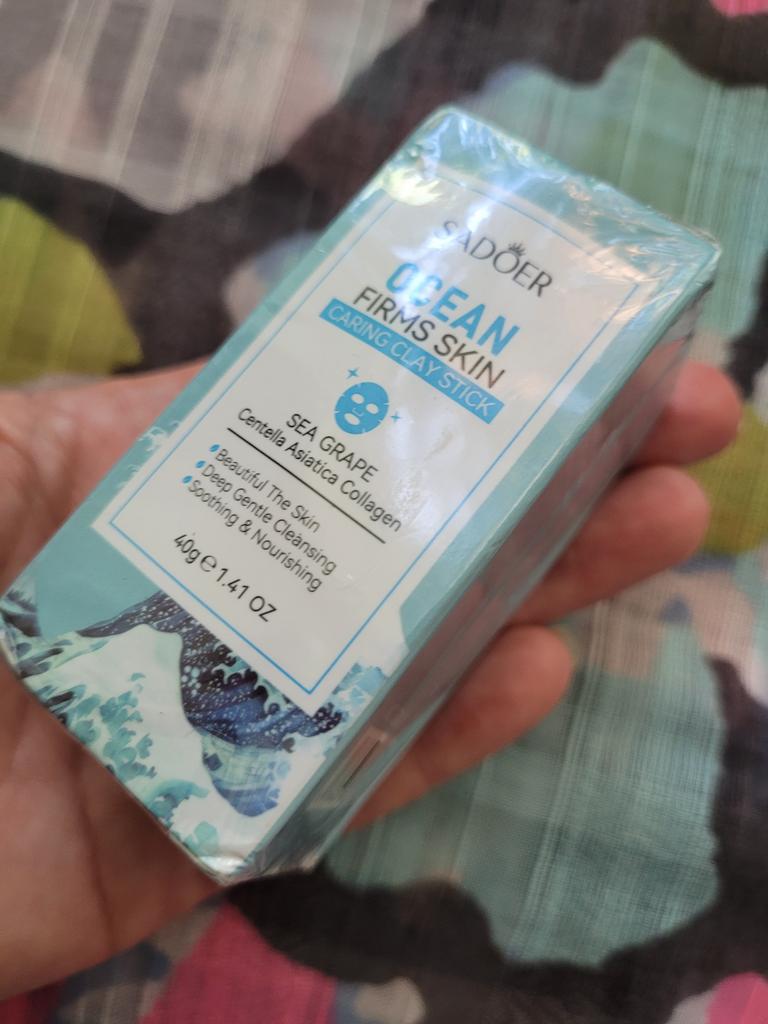 SADOER
OCEAN
FIRMS SKIN
CARING CLAY STICK
SEA GRAPE
Centella Asiatica Collagen
Beautiful The Skin
Deep Gentle Cleansing
Soothing & Nourishing
40g ℮ 1.41 OZ